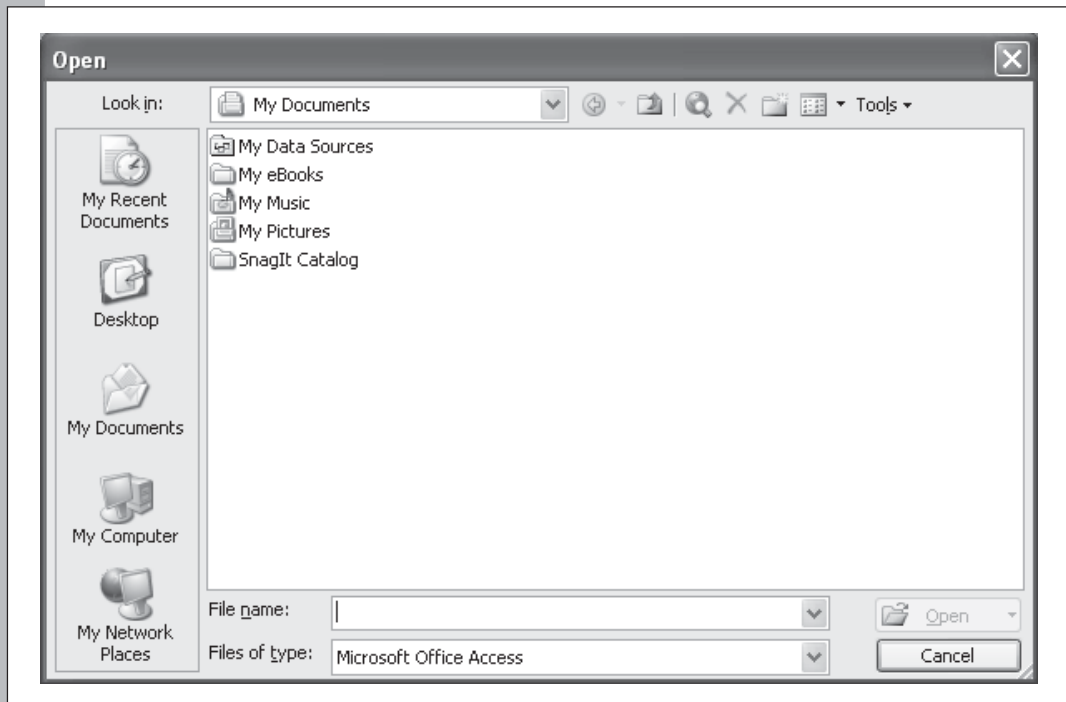 Open
Look in:
My Documents
Tools
My Data Sources
My eBooks
My Music
My Pictures
SnagIt Catalog
My Recent
Documents
Desktop
My Documents
My Computer
My Network
Places
File name:
Open
Files of type:
Microsoft Office Access
Cancel